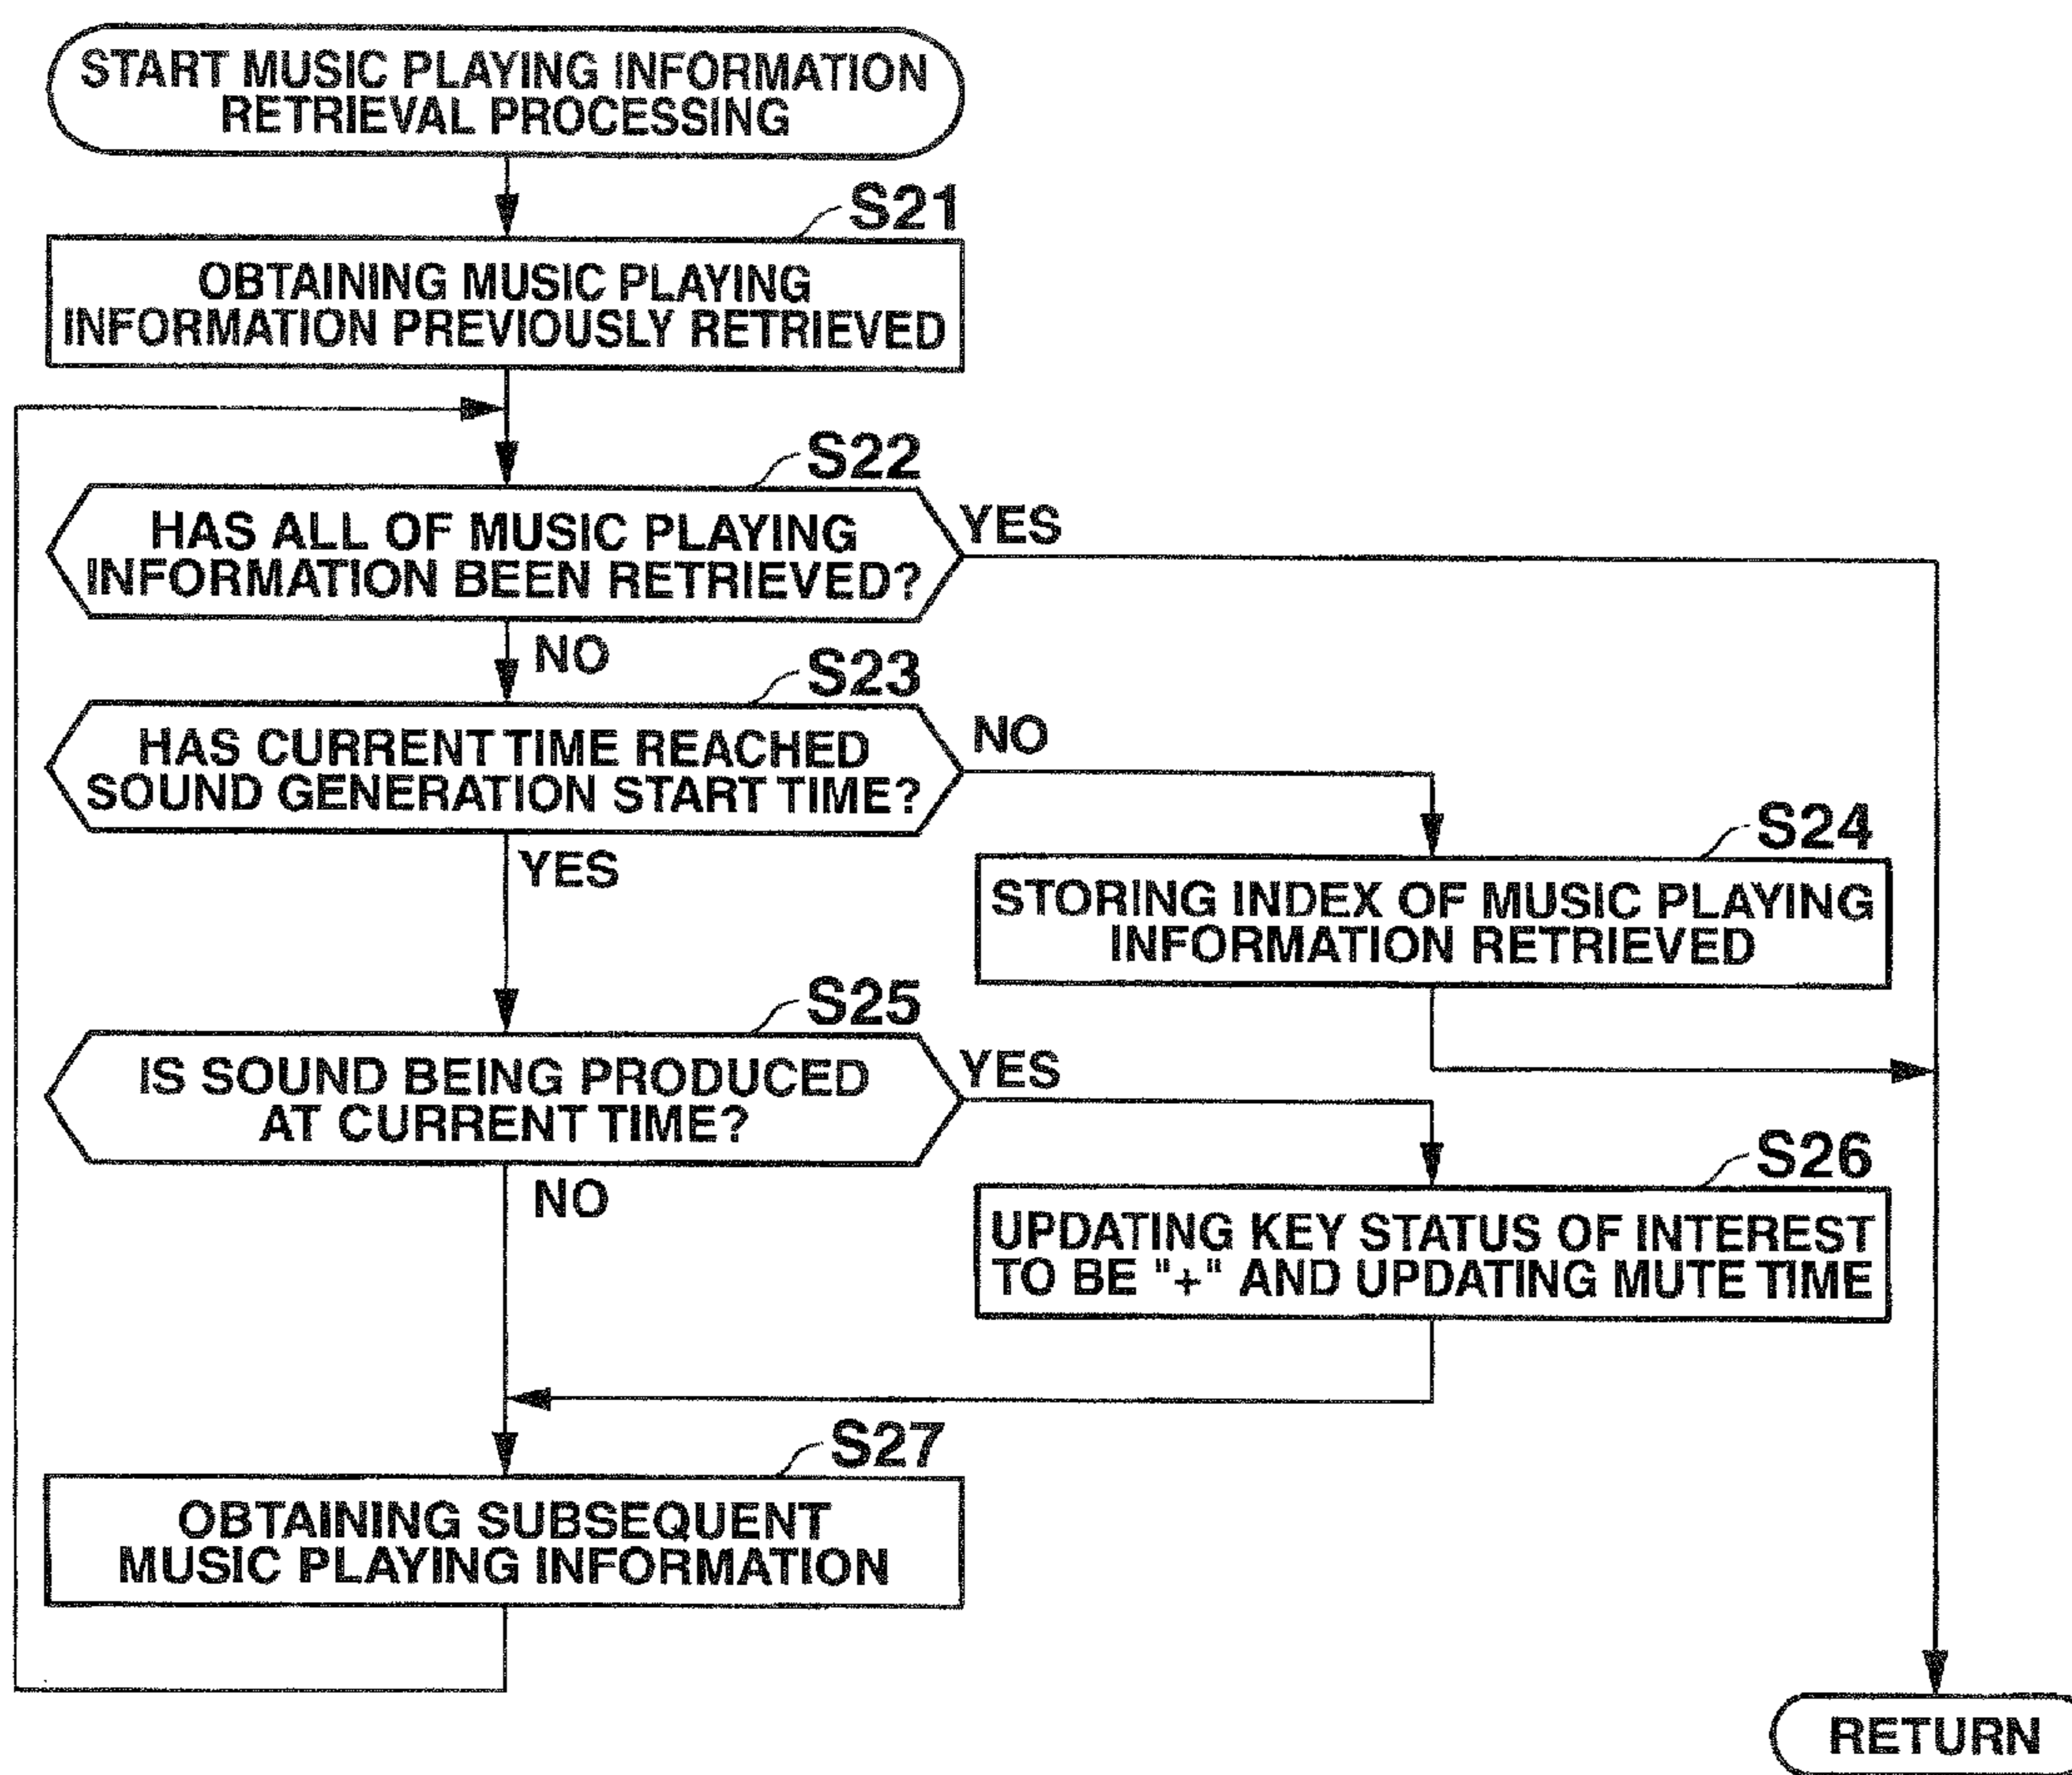 START MUSIC PLAYING INFORMATION
RETRIEVAL PROCESSING
S21
OBTAINING MUSIC PLAYING
INFORMATION PREVIOUSLY RETRIEVED
S22
HAS ALL OF MUSIC PLAYING
INFORMATION BEEN RETRIEVED?
YES
NO
S23
HAS CURRENT TIME REACHED
SOUND GENERATION START TIME?
NO
YES
S24
STORING INDEX OF MUSIC PLAYING
INFORMATION RETRIEVED
S25
IS SOUND BEING PRODUCED
AT CURRENT TIME?
YES
NO
S26
UPDATING KEY STATUS OF INTEREST
TO BE "+" AND UPDATING MUTE TIME
S27
OBTAINING SUBSEQUENT
MUSIC PLAYING INFORMATION
RETURN